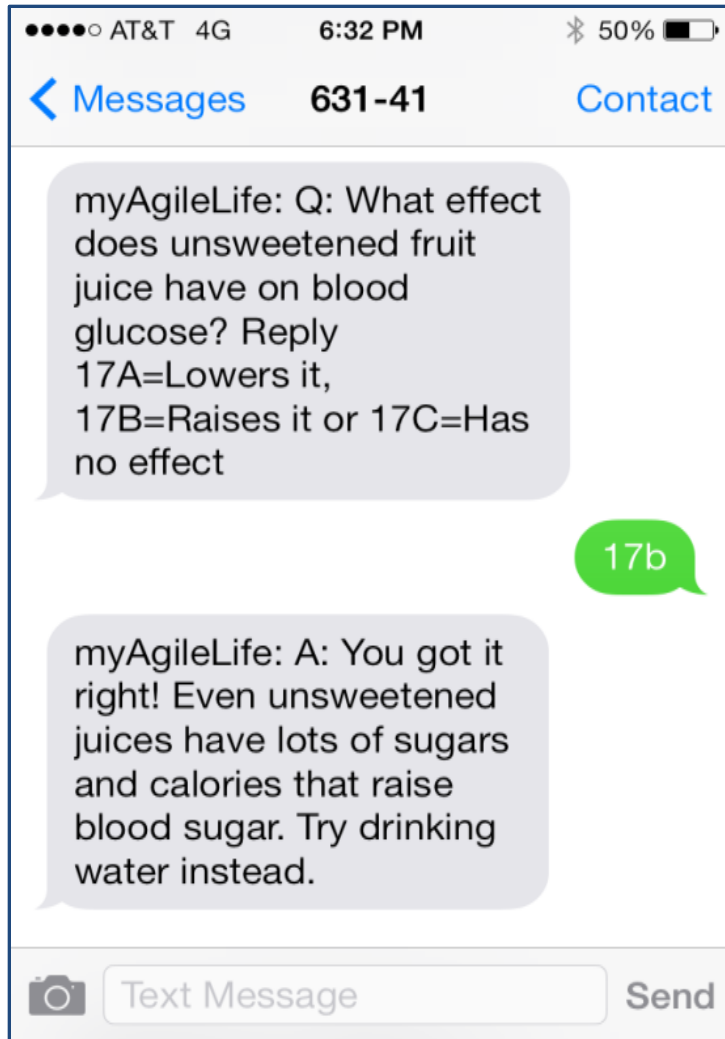 AT&T 4G 6:32 PM 50%
Messages 631-41 Contact
myAgileLife: Q: What effect
does unsweetened fruit
juice have on blood
glucose? Reply
17A=Lowers it,
17B=Raises it or 17C=Has
no effect
17b
myAgileLife: A: You got it
right! Even unsweetened
juices have lots of sugars
and calories that raise
blood sugar. Try drinking
water instead.
Text Message Send